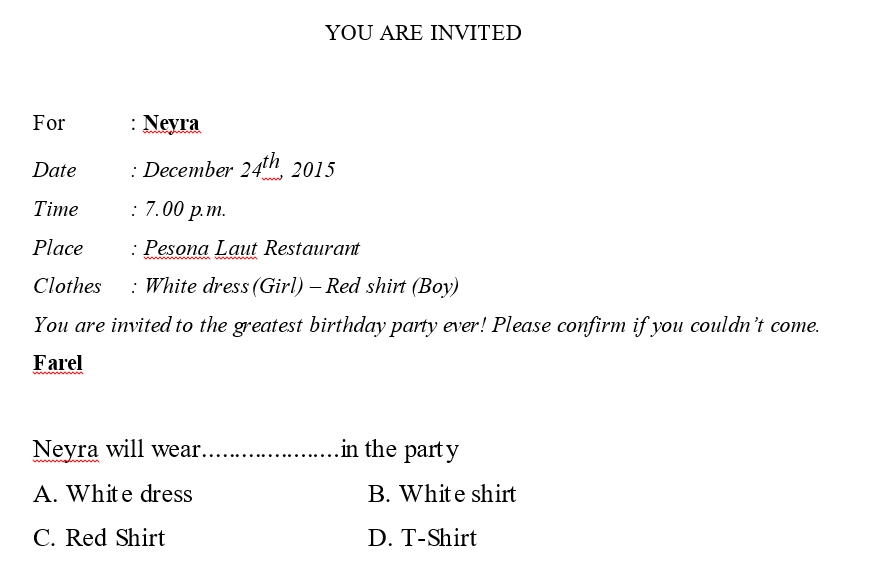 YOU ARE INVITED
For : Neyra
Date : December 24th, 2015
Time : 7.00 p.m.
Place : Pesona Laut Restaurant
Clothes : White dress (Girl) – Red shirt (Boy)
You are invited to the greatest birthday party ever! Please confirm if you couldn’t come.
Farel
Neyra will wear.....................in the party
A. White dress B. White shirt
C. Red Shirt D. T-Shirt